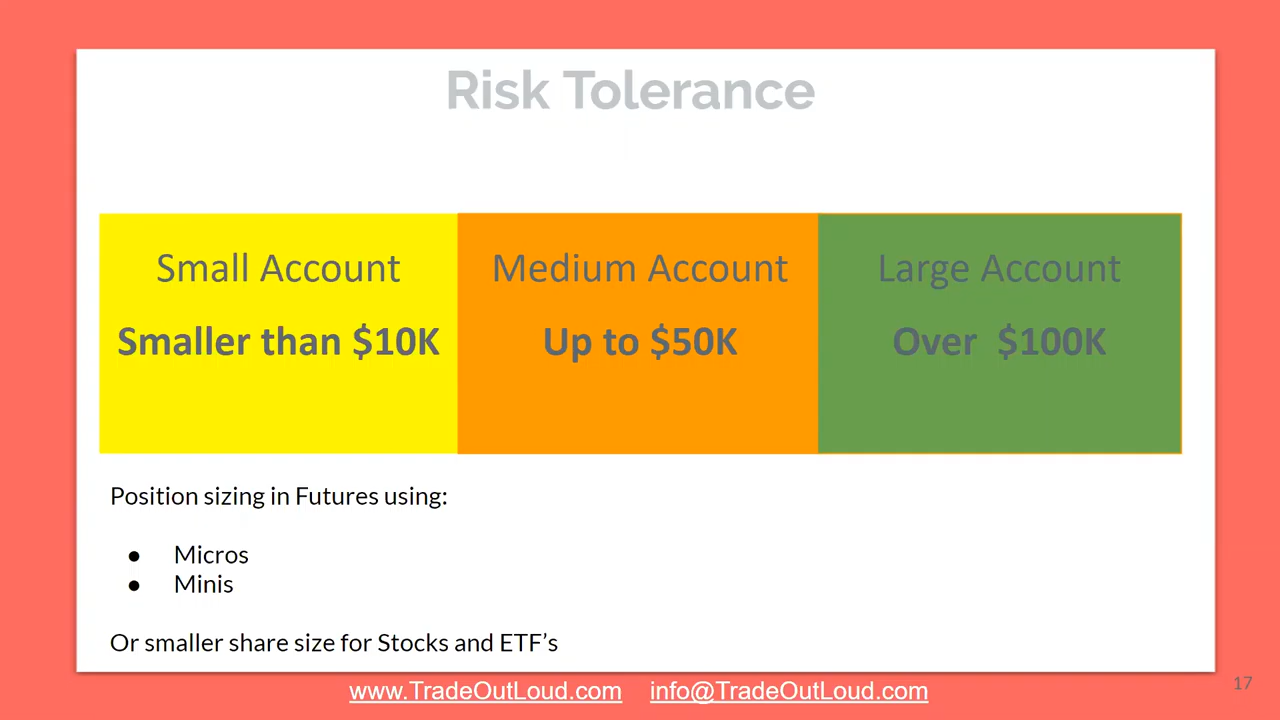 Risk Tolerance
Small Account
Medium Account
Large Account
Smaller than $10K
Up to $50K
Over $100K
Position sizing in Futures using:
● Micros
● Minis
Or smaller share size for Stocks and ETF's
www.TradeOutLoud.com info@TradeOutLoud.com
17